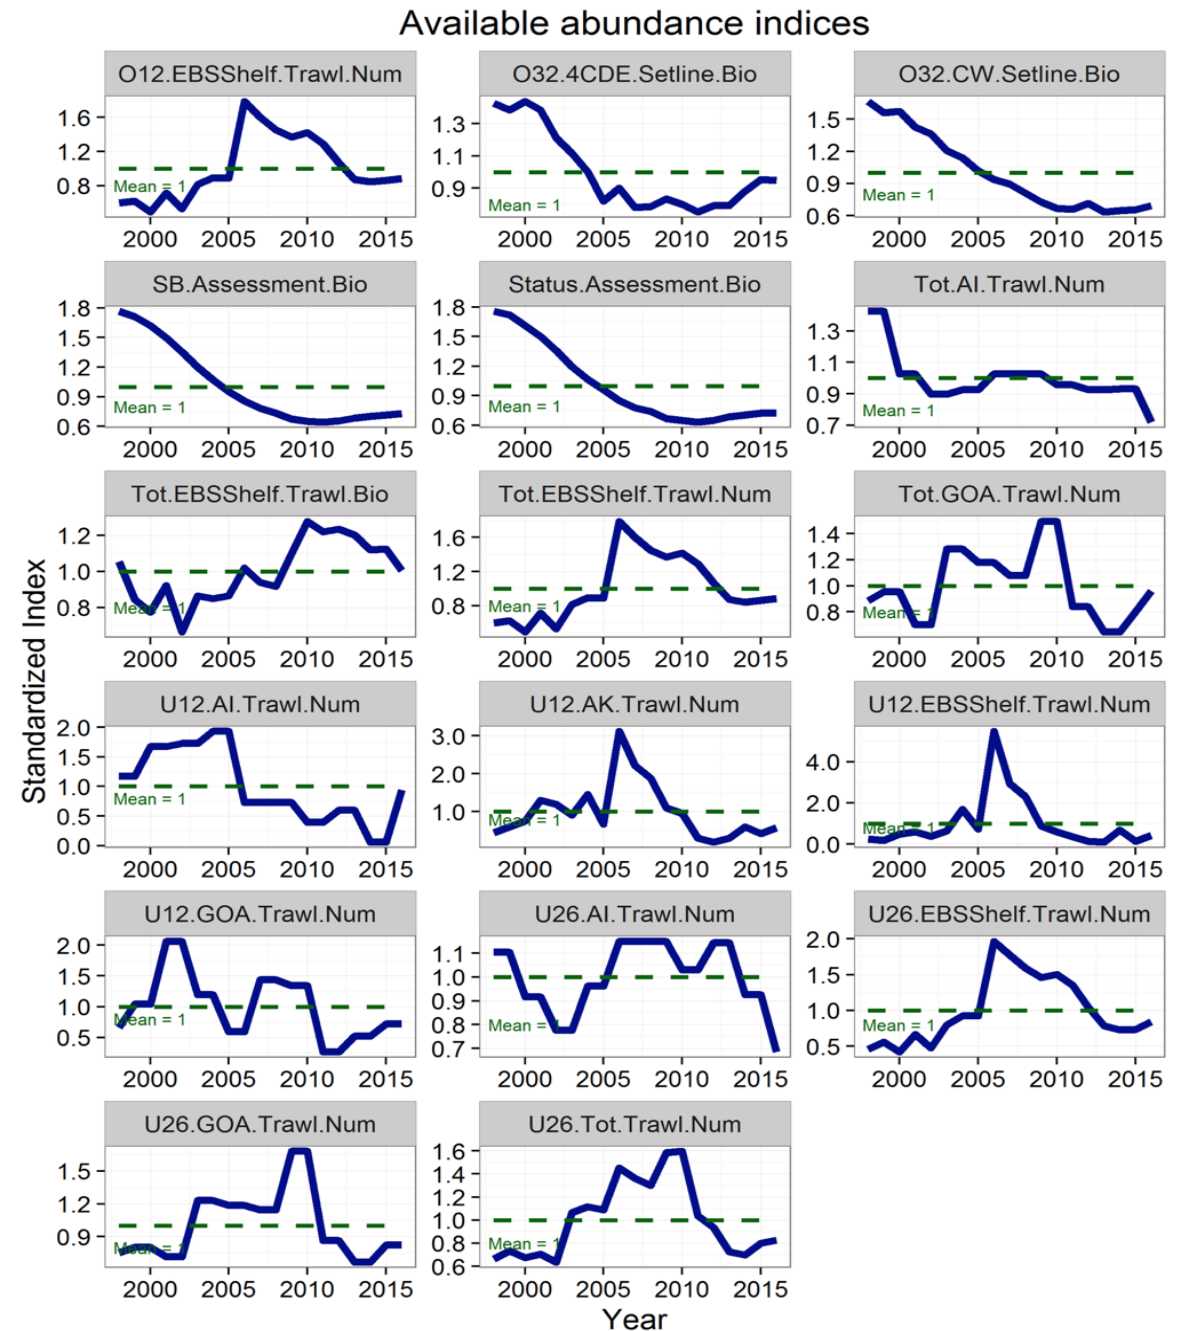 Available abundance indices
O12.EBSShelf.Trawl.Num
O32.4CDE.Setline.Bio
O32.CW.Setline.Bio
1.6
1.2
0.8
Mean = 1
2000 2005 2010 2015
1.3
1.1
0.9
Mean = 1
2000 2005 2010 2015
1.5
1.2
0.9
0.6
Mean = 1
2000 2005 2010 2015
SB.Assessment.Bio
Status.Assessment.Bio
Tot.AI.Trawl.Num
1.8
1.5
1.2
0.9
0.6
Mean = 1
2000 2005 2010 2015
1.8
1.5
1.2
0.9
0.6
Mean = 1
2000 2005 2010 2015
1.3
1.1
0.9
0.7
Mean = 1
2000 2005 2010 2015
Tot.EBSShelf.Trawl.Bio
Tot.EBSShelf.Trawl.Num
Tot.GOA.Trawl.Num
1.2
1.0
0.8
Mean = 1
2000 2005 2010 2015
1.6
1.2
0.8
Mean = 1
2000 2005 2010 2015
1.4
1.2
1.0
0.8
Mean = 1
2000 2005 2010 2015
Standardized Index
U12.AI.Trawl.Num
U12.AK.Trawl.Num
U12.EBSShelf.Trawl.Num
2.0
1.5
1.0
0.5
0.0
Mean = 1
2000 2005 2010 2015
3.0
2.0
1.0
Mean = 1
2000 2005 2010 2015
4.0
2.0
0.0
Mean = 1
2000 2005 2010 2015
U12.GOA.Trawl.Num
U26.AI.Trawl.Num
U26.EBSShelf.Trawl.Num
2.0
1.5
1.0
0.5
Mean = 1
2000 2005 2010 2015
1.1
1.0
0.9
0.8
0.7
Mean = 1
2000 2005 2010 2015
2.0
1.5
1.0
0.5
Mean = 1
2000 2005 2010 2015
U26.GOA.Trawl.Num
U26.Tot.Trawl.Num
1.5
1.2
0.9
Mean = 1
2000 2005 2010 2015
1.6
1.4
1.2
1.0
0.8
0.6
Mean = 1
2000 2005 2010 2015
Year